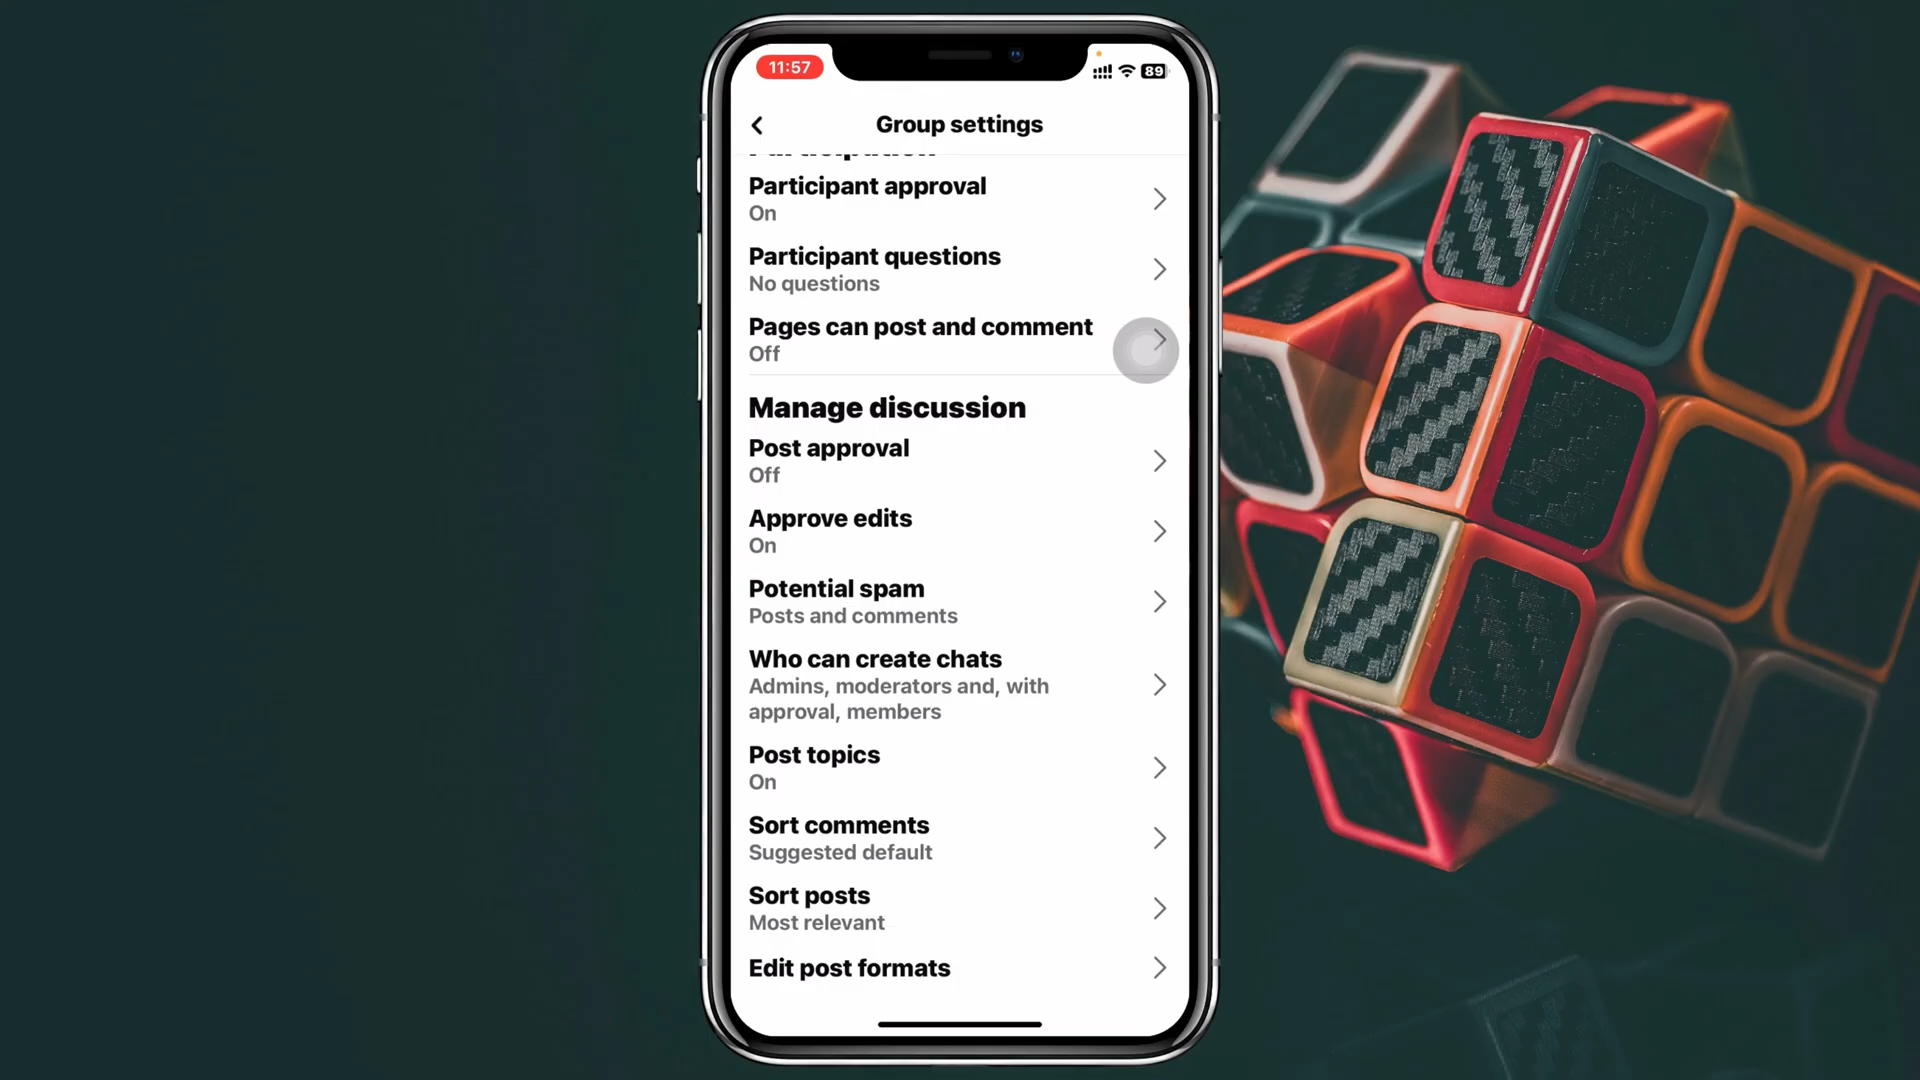 11:57
89
Group settings
Participation
Participant approval
On
Participant questions
No questions
Pages can post and comment
Off
Manage discussion
Post approval
Off
Approve edits
On
Potential spam
Posts and comments
Who can create chats
Admins, moderators and, with
approval, members
Post topics
On
Sort comments
Suggested default
Sort posts
Most relevant
Edit post formats